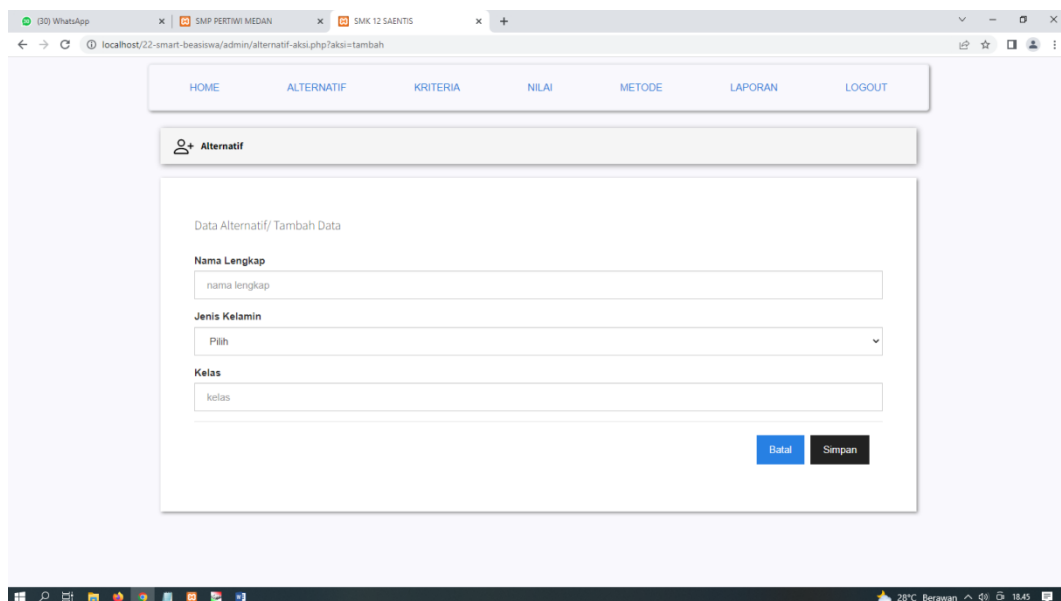 (30) WhatsApp
SMP PERTIWI MEDAN
SMK 12 SAENTIS
localhost/22-smart-beasiswa/admin/alternatif-aksi.php?aksi=tambah
HOME ALTERNATIF KRITERIA NILAI METODE LAPORAN LOGOUT
Alternatif
Data Alternatif/ Tambah Data
Nama Lengkap
nama lengkap
Jenis Kelamin
Pilih
Kelas
kelas
Batal Simpan
28°C Berawan 18.45